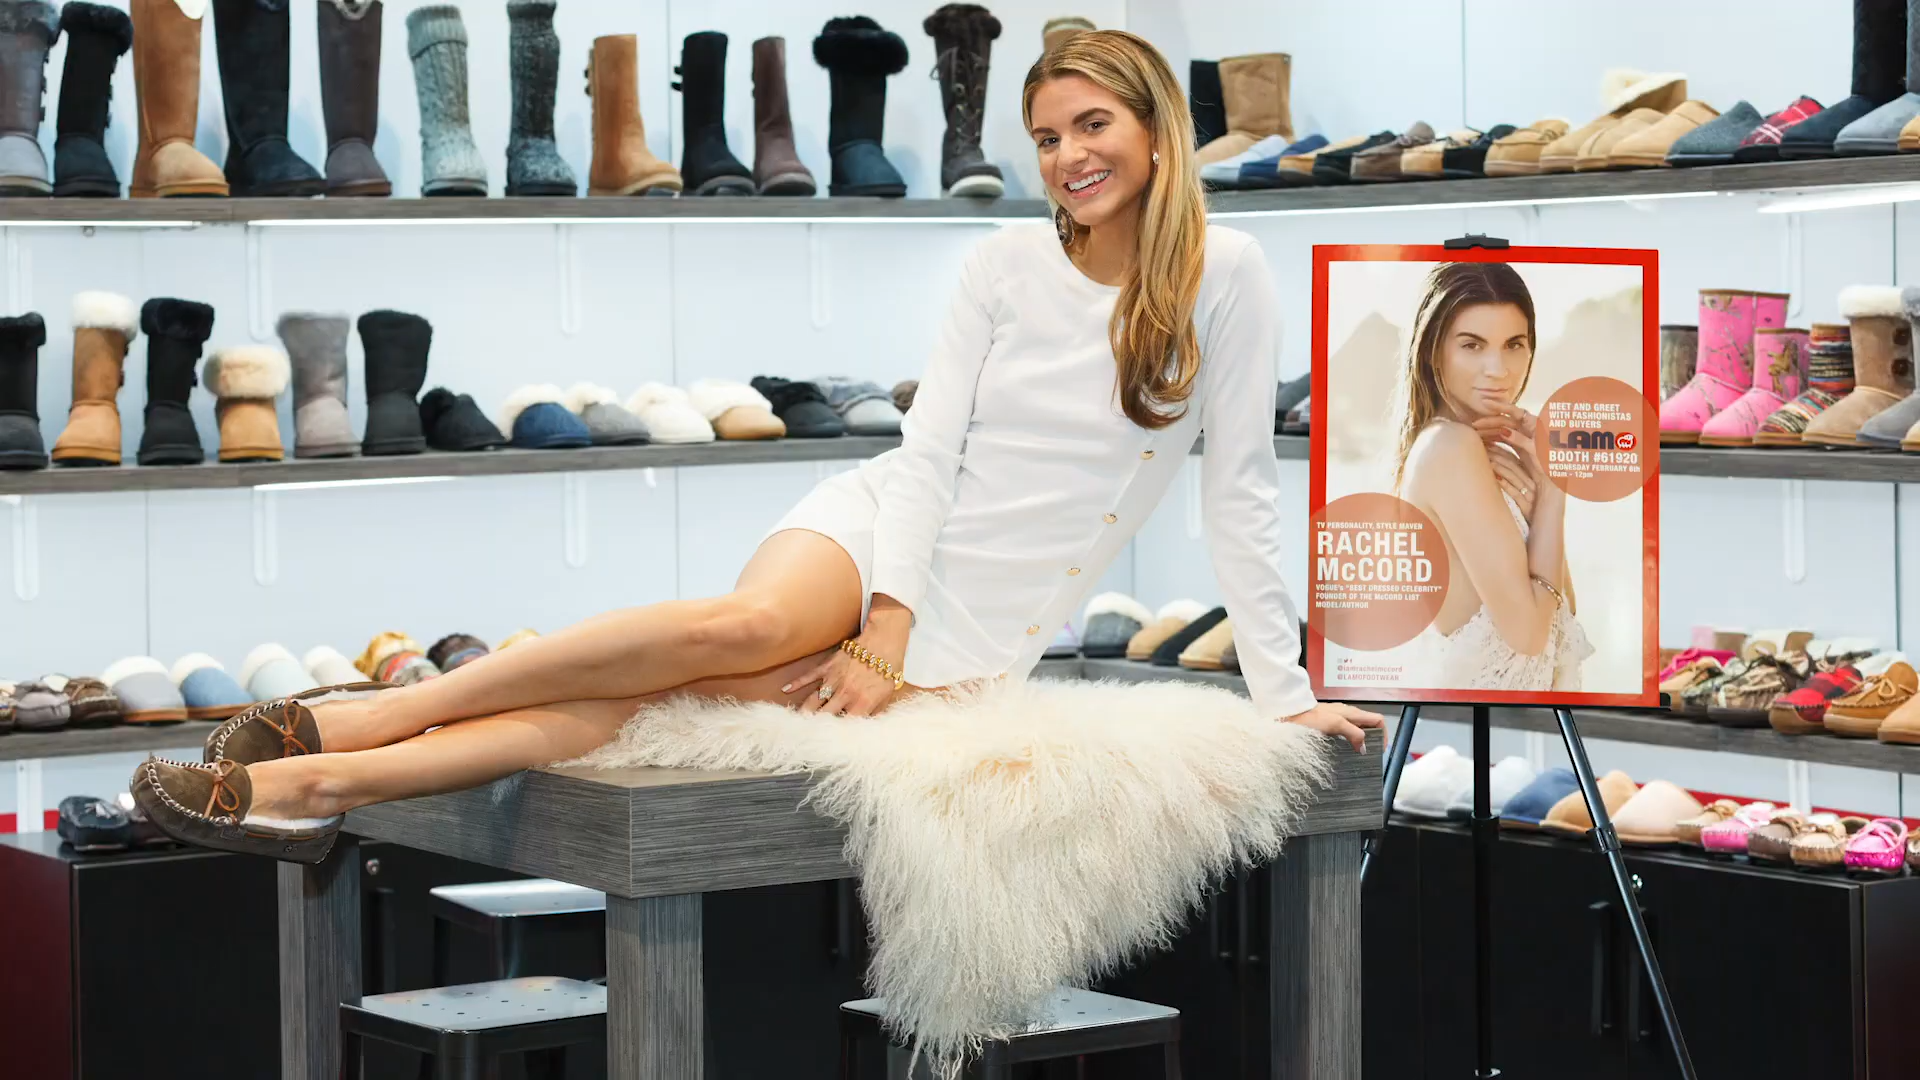 MEET AND GREET
WITH FASHIONISTAS
AND BUYERS
LAMO
BOOTH #61920
WEDNESDAY FEBRUARY 6th
10am - 12pm
TV PERSONALITY, STYLE MAVEN
RACHEL
McCORD
VOGUE's "BEST DRESSED CELEBRITY"
FOUNDER OF THE McCORD LIST
MODEL/AUTHOR
@iamrachelmccord
@LAMOFOOTWEAR